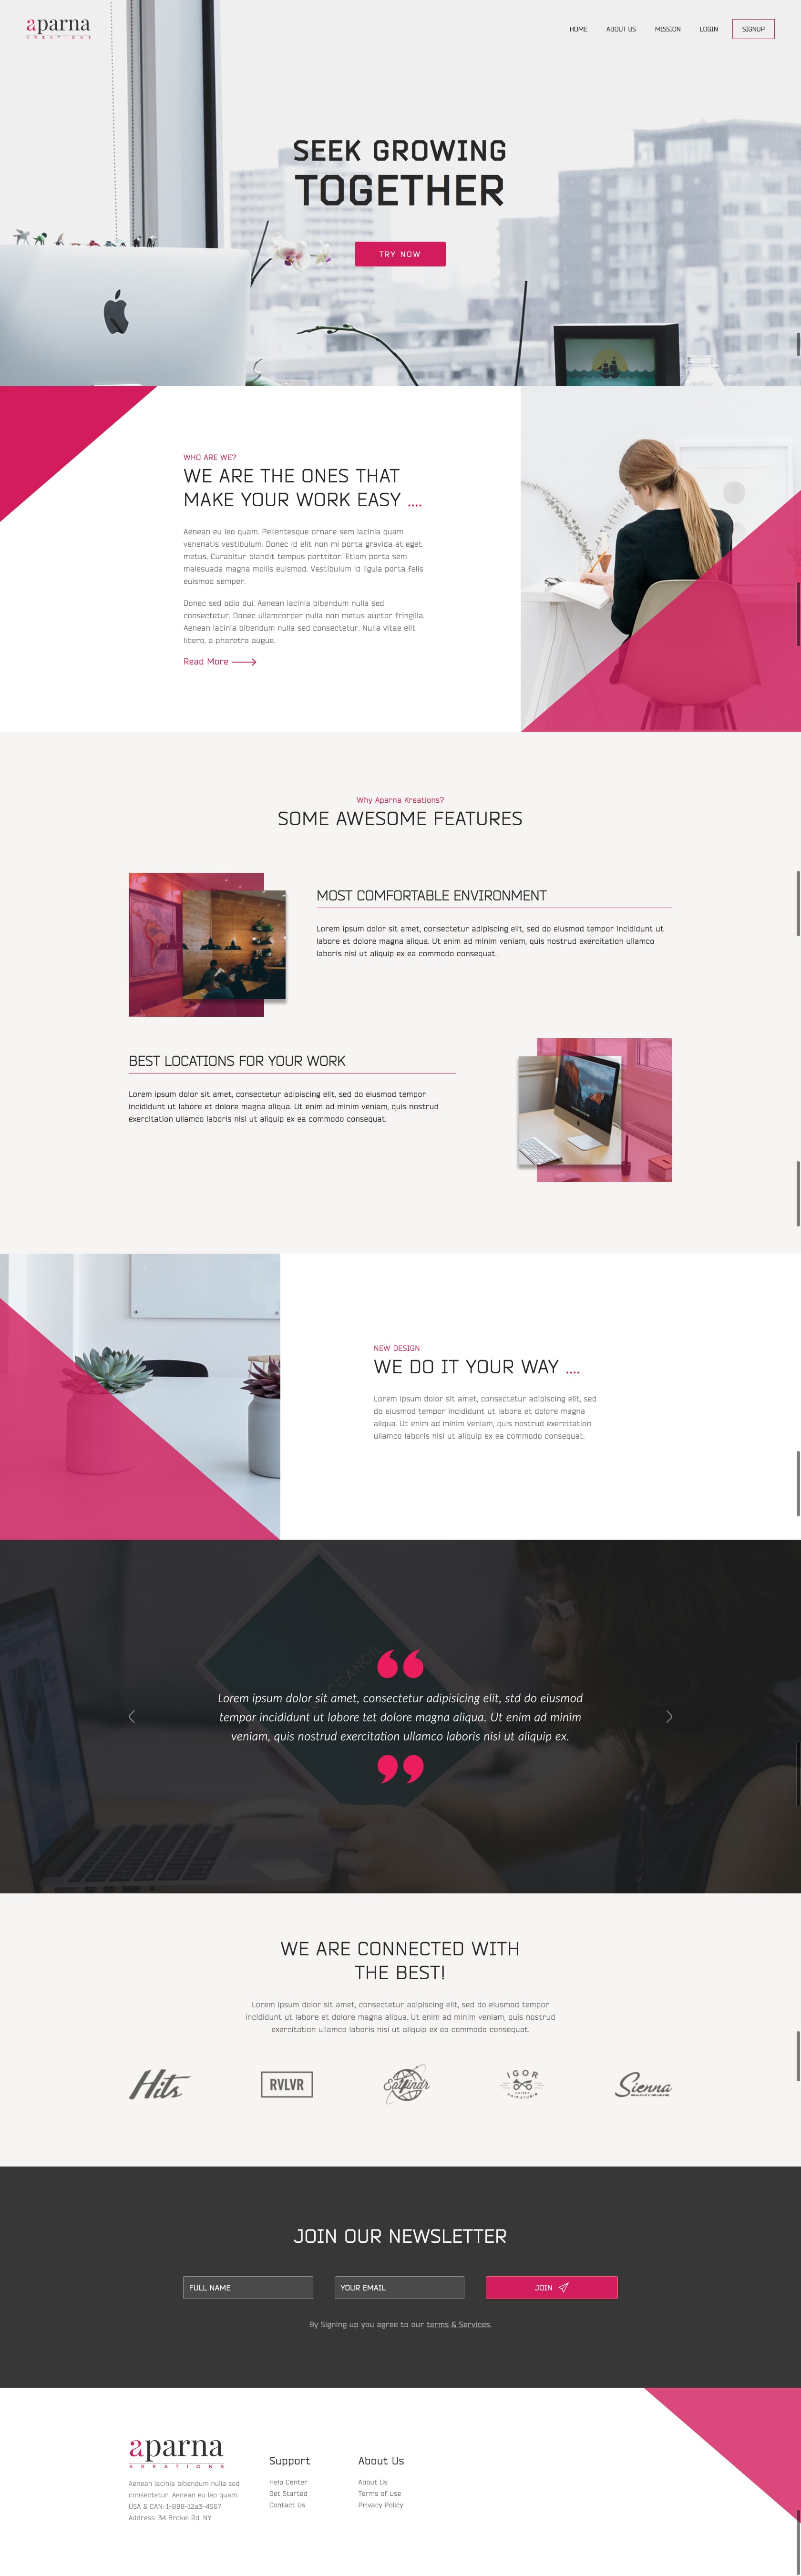 aparna
KREATIONS
HOME
ABOUT US
MISSION
LOGIN
SIGNUP
SEEK GROWING
TOGETHER
TRY NOW
WHO ARE WE?
WE ARE THE ONES THAT
MAKE YOUR WORK EASY ....
Aenean eu leo quam. Pellentesque ornare sem lacinia quam
venenatis vestibulum. Donec id elit non mi porta gravida at eget
metus. Curabitur blandit tempus porttitor. Etiam porta sem
malesuada magna mollis euismod. Vestibulum id ligula porta felis
euismod semper.
Donec sed odio dui. Aenean lacinia bibendum nulla sed
consectetur. Donec ullamcorper nulla non metus auctor fringilla.
Aenean lacinia bibendum nulla sed consectetur. Nulla vitae elit
libero, a pharetra augue.
Read More
Why Aparna Kreations?
SOME AWESOME FEATURES
MOST COMFORTABLE ENVIRONMENT
Lorem ipsum dolor sit amet, consectetur adipiscing elit, sed do eiusmod tempor incididunt ut
labore et dolore magna aliqua. Ut enim ad minim veniam, quis nostrud exercitation ullamco
laboris nisi ut aliquip ex ea commodo consequat.
BEST LOCATIONS FOR YOUR WORK
Lorem ipsum dolor sit amet, consectetur adipiscing elit, sed do eiusmod tempor
incididunt ut labore et dolore magna aliqua. Ut enim ad minim veniam, quis nostrud
exercitation ullamco laboris nisi ut aliquip ex ea commodo consequat.
NEW DESIGN
WE DO IT YOUR WAY ....
Lorem ipsum dolor sit amet, consectetur adipiscing elit, sed
do eiusmod tempor incididunt ut labore et dolore magna
aliqua. Ut enim ad minim veniam, quis nostrud exercitation
ullamco laboris nisi ut aliquip ex ea commodo consequat.
“
Lorem ipsum dolor sit amet, consectetur adipisicing elit, std do eiusmod
tempor incididunt ut labore tet dolore magna aliqua. Ut enim ad minim
veniam, quis nostrud exercitation ullamco laboris nisi ut aliquip ex.
”
WE ARE CONNECTED WITH
THE BEST!
Lorem ipsum dolor sit amet, consectetur adipiscing elit, sed do eiusmod tempor
incididunt ut labore et dolore magna aliqua. Ut enim ad minim veniam, quis nostrud
exercitation ullamco laboris nisi ut aliquip ex ea commodo consequat.
Hits
RVLVR
Eatfindr
IGOR
Sienna
JOIN OUR NEWSLETTER
FULL NAME
YOUR EMAIL
JOIN
By Signing up you agree to our terms & Services.
aparna
KREATIONS
Aenean lacinia bibendum nulla sed
consectetur. Aenean eu leo quam.
USA & CAN: 1-888-12a3-4567
Address: 34 Brokel Rd. NY
Support
Help Center
Get Started
Contact Us
About Us
About Us
Terms of Use
Privacy Policy